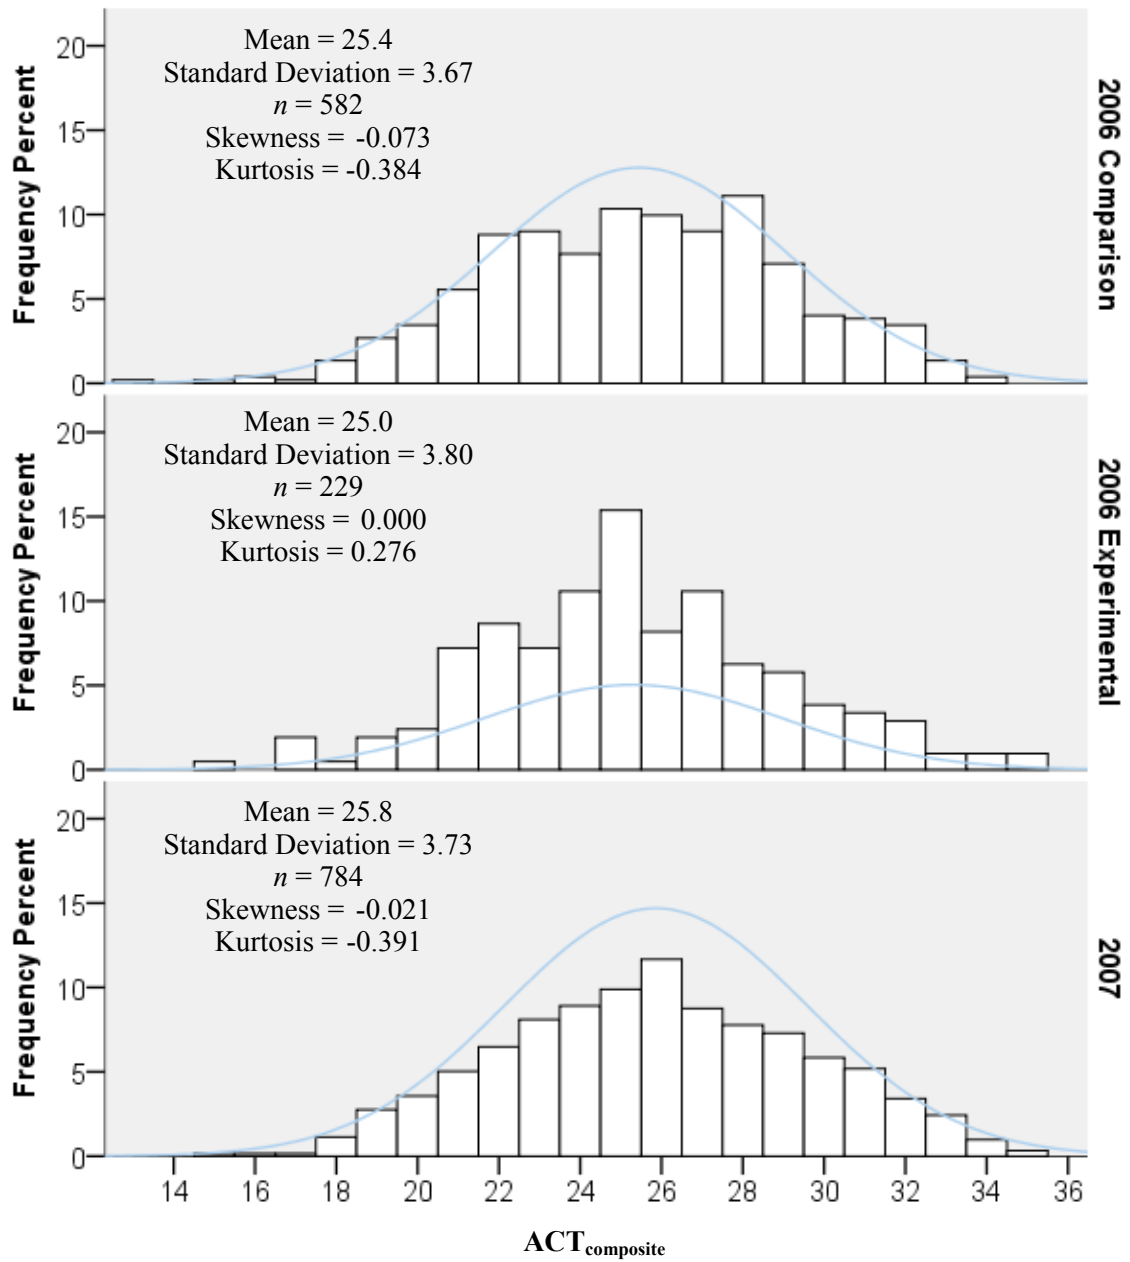 Mean = 25.4
Standard Deviation = 3.67
n = 582
Skewness = -0.073
Kurtosis = -0.384
Frequency Percent
20
15
10
5
0
2006 Comparison
Mean = 25.0
Standard Deviation = 3.80
n = 229
Skewness = 0.000
Kurtosis = 0.276
Frequency Percent
20
15
10
5
0
2006 Experimental
Mean = 25.8
Standard Deviation = 3.73
n = 784
Skewness = -0.021
Kurtosis = -0.391
Frequency Percent
20
15
10
5
0
2007
14 16 18 20 22 24 26 28 30 32 34 36
ACTcomposite